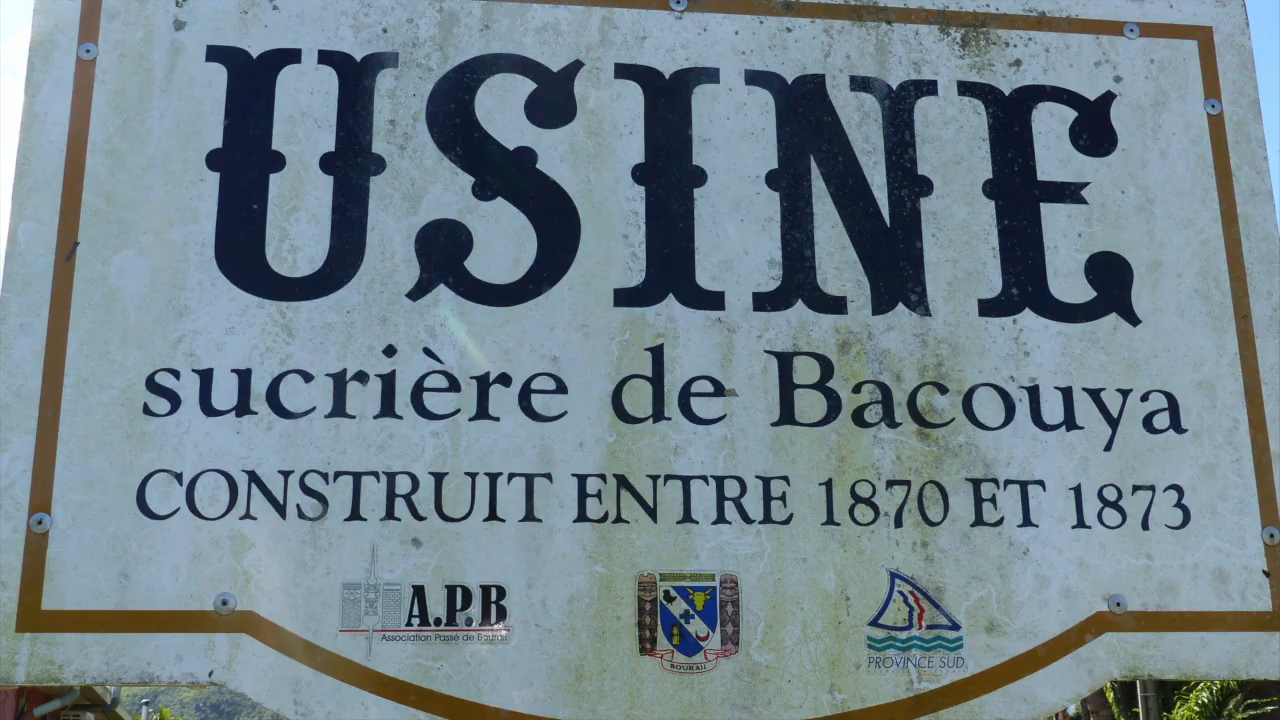 USINE
sucrière de Bacouya
CONSTRUIT ENTRE 1870 ET 1873
A.P.B
Association Passé de Bourail
BOURAIL
PROVINCE SUD